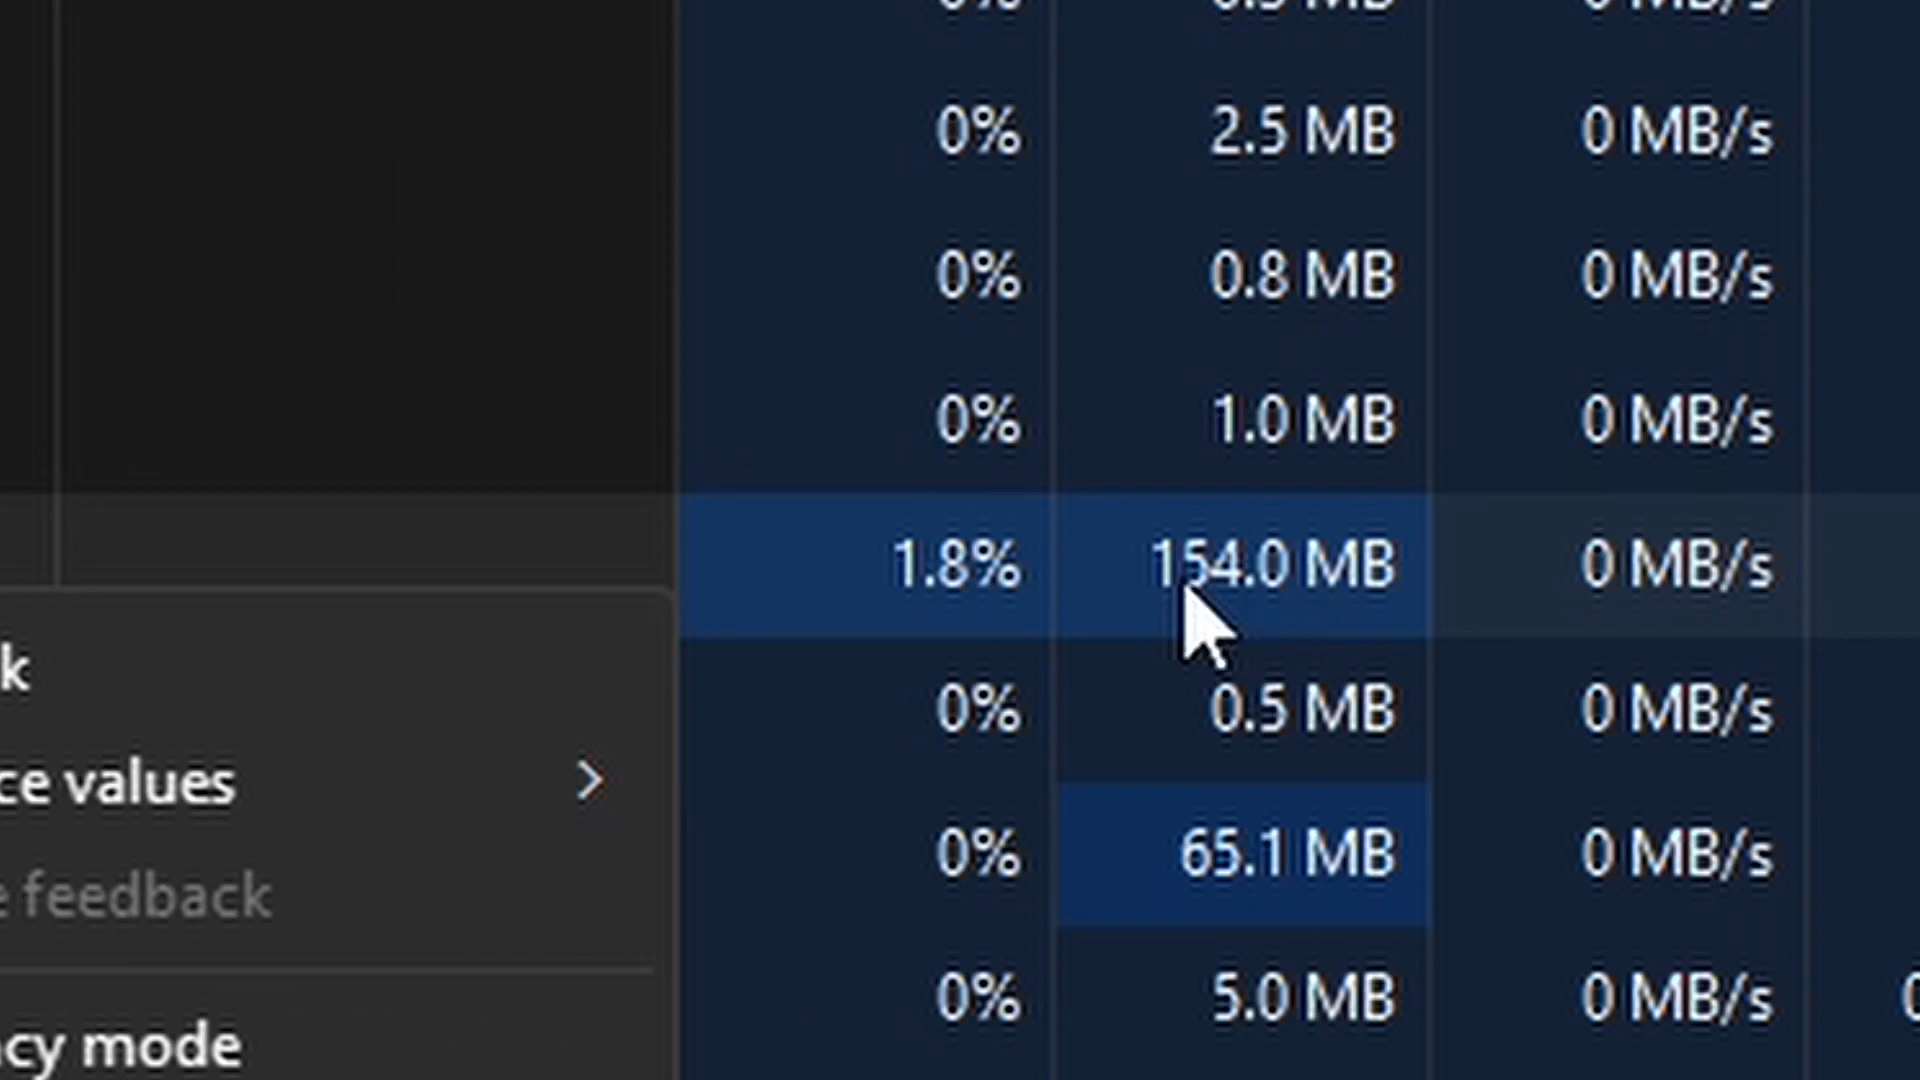 0% 2.5 MB 0 MB/s
0% 0.8 MB 0 MB/s
0% 1.0 MB 0 MB/s
1.8% 154.0 MB 0 MB/s
k
0% 0.5 MB 0 MB/s
ce values
0% 65.1 MB 0 MB/s
e feedback
0% 5.0 MB 0 MB/s
cy mode